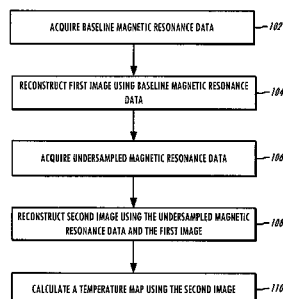 ACQUIRE BASELINE MAGNETIC RESONANCE DATA
102
RECONSTRUCT FIRST IMAGE USING BASELINE MAGNETIC RESONANCE
DATA
104
ACQUIRE UNDERSAMPLED MAGNETIC RESONANCE DATA
106
RECONSTRUCT SECOND IMAGE USING THE UNDERSAMPLED MAGNETIC
RESONANCE DATA AND THE FIRST IMAGE
108
CALCULATE A TEMPERATURE MAP USING THE SECOND IMAGE
110